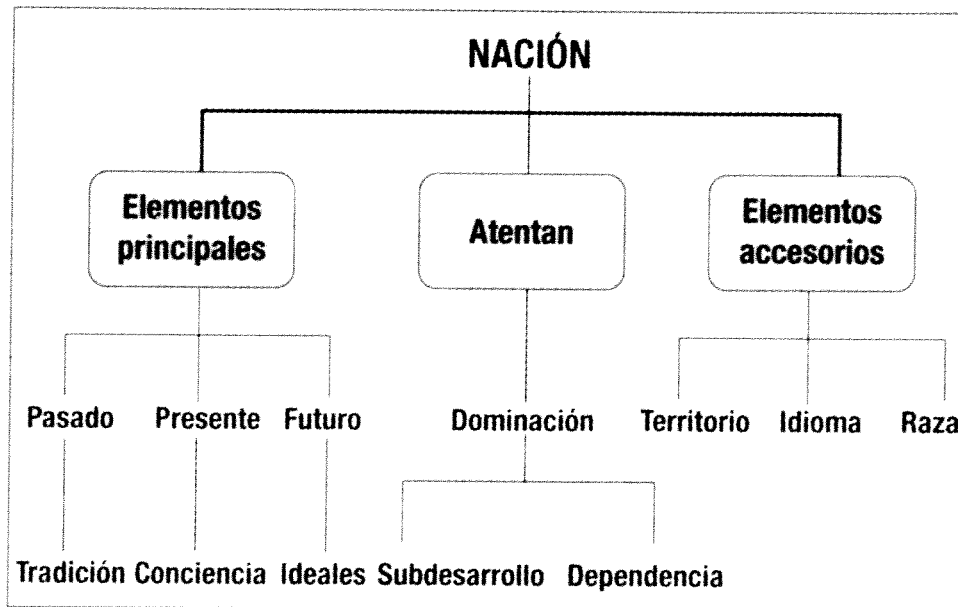 NACIÓN
Elementos
principales
Atentan
Elementos
accesorios
Pasado Presente Futuro Dominación Territorio Idioma Raza
Tradición Conciencia Ideales Subdesarrollo Dependencia